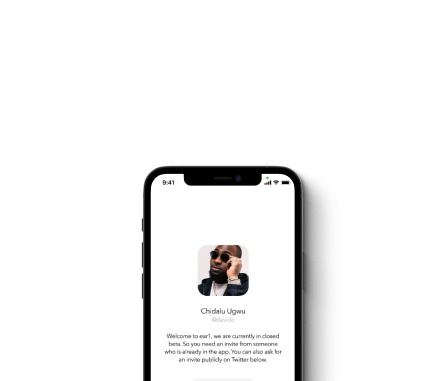 9:41
Chidalu Ugwu
@davido
Welcome to ear1, we are currently in closed
beta. So you need an invite from someone
who is already in the app. You can also ask for
an invite publicly on Twitter below.